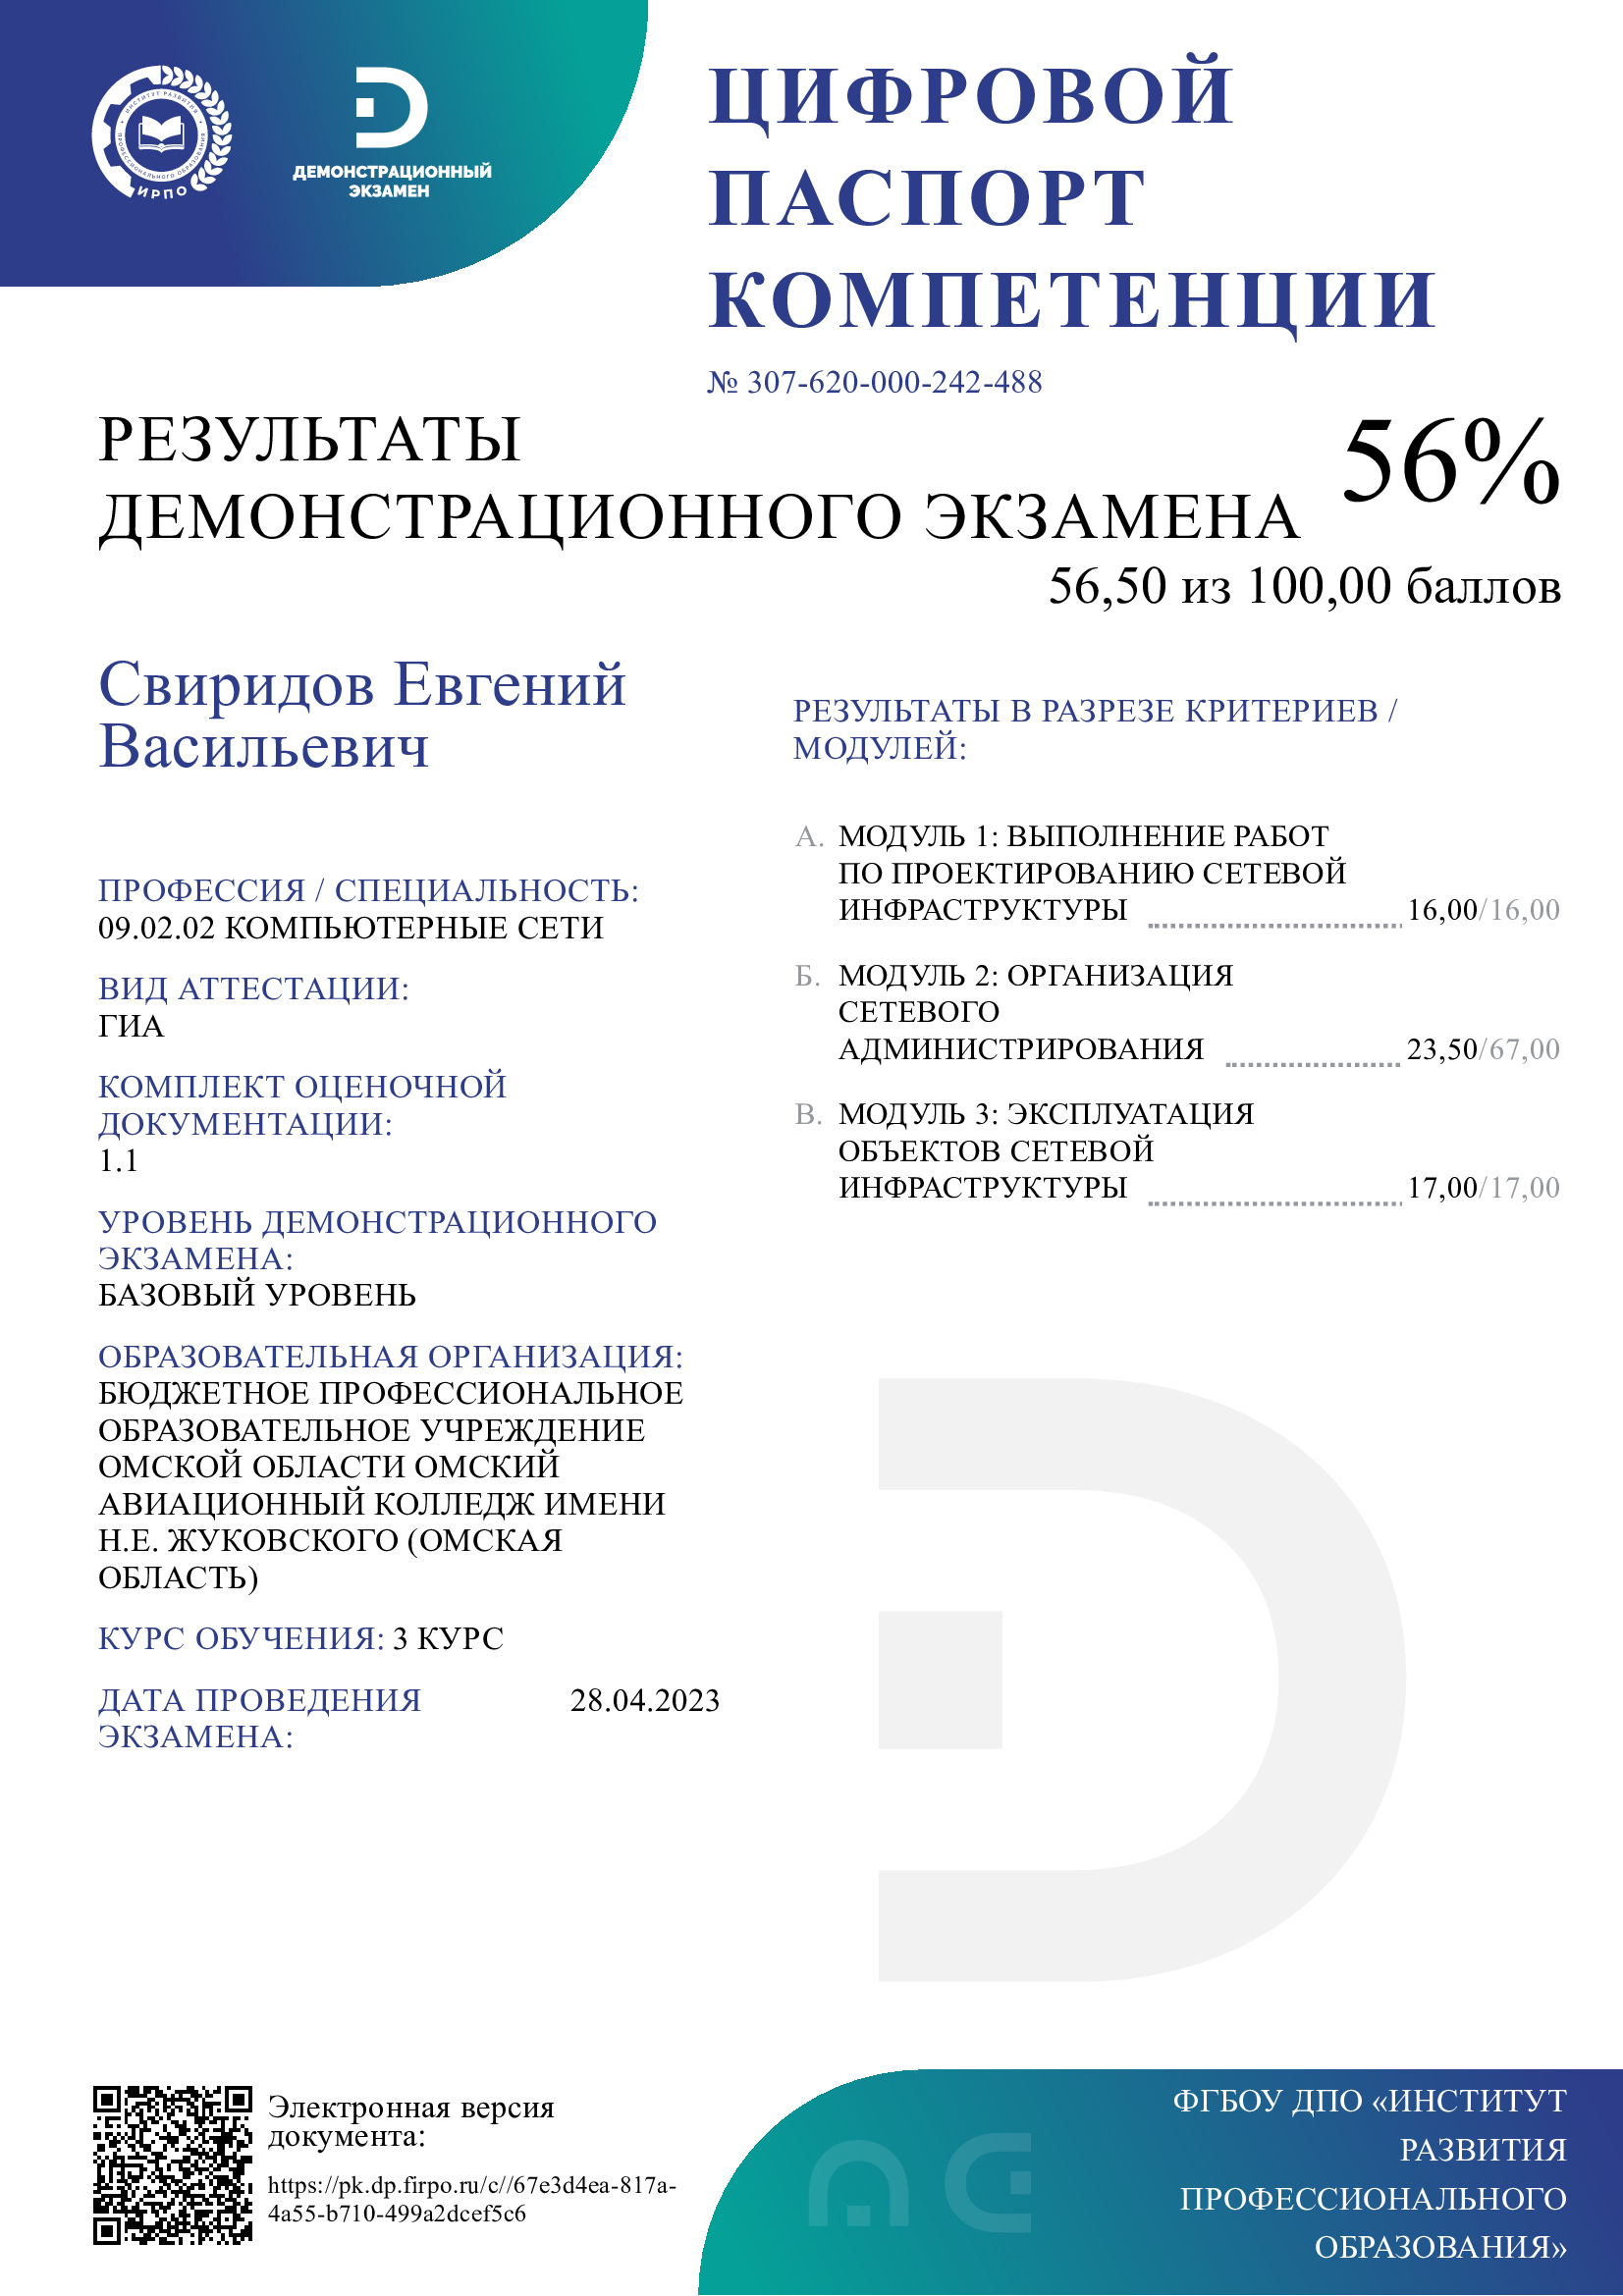 ИНСТИТУТ РАЗВИТИЯ
ПРОФЕССИОНАЛЬНОГО ОБРАЗОВАНИЯ
ИРПО
ДЕМОНСТРАЦИОННЫЙ
ЭКЗАМЕН
ЦИФРОВОЙ
ПАСПОРТ
КОМПЕТЕНЦИИ
№ 307-620-000-242-488
РЕЗУЛЬТАТЫ
ДЕМОНСТРАЦИОННОГО ЭКЗАМЕНА
56%
56,50 из 100,00 баллов
Свиридов Евгений
Васильевич
ПРОФЕССИЯ / СПЕЦИАЛЬНОСТЬ:
09.02.02 КОМПЬЮТЕРНЫЕ СЕТИ
ВИД АТТЕСТАЦИИ:
ГИА
КОМПЛЕКТ ОЦЕНОЧНОЙ
ДОКУМЕНТАЦИИ:
1.1
УРОВЕНЬ ДЕМОНСТРАЦИОННОГО
ЭКЗАМЕНА:
БАЗОВЫЙ УРОВЕНЬ
ОБРАЗОВАТЕЛЬНАЯ ОРГАНИЗАЦИЯ:
БЮДЖЕТНОЕ ПРОФЕССИОНАЛЬНОЕ
ОБРАЗОВАТЕЛЬНОЕ УЧРЕЖДЕНИЕ
ОМСКОЙ ОБЛАСТИ ОМСКИЙ
АВИАЦИОННЫЙ КОЛЛЕДЖ ИМЕНИ
Н.Е. ЖУКОВСКОГО (ОМСКАЯ
ОБЛАСТЬ)
КУРС ОБУЧЕНИЯ: 3 КУРС
ДАТА ПРОВЕДЕНИЯ 28.04.2023
ЭКЗАМЕНА:
РЕЗУЛЬТАТЫ В РАЗРЕЗЕ КРИТЕРИЕВ /
МОДУЛЕЙ:
А. МОДУЛЬ 1: ВЫПОЛНЕНИЕ РАБОТ
ПО ПРОЕКТИРОВАНИЮ СЕТЕВОЙ
ИНФРАСТРУКТУРЫ 16,00/16,00
Б. МОДУЛЬ 2: ОРГАНИЗАЦИЯ
СЕТЕВОГО
АДМИНИСТРИРОВАНИЯ 23,50/67,00
В. МОДУЛЬ 3: ЭКСПЛУАТАЦИЯ
ОБЪЕКТОВ СЕТЕВОЙ
ИНФРАСТРУКТУРЫ 17,00/17,00
Электронная версия
документа:
https://pk.dp.firpo.ru/c//67e3d4ea-817a-
4a55-b710-499a2dcef5c6
ФГБОУ ДПО «ИНСТИТУТ
РАЗВИТИЯ
ПРОФЕССИОНАЛЬНОГО
ОБРАЗОВАНИЯ»